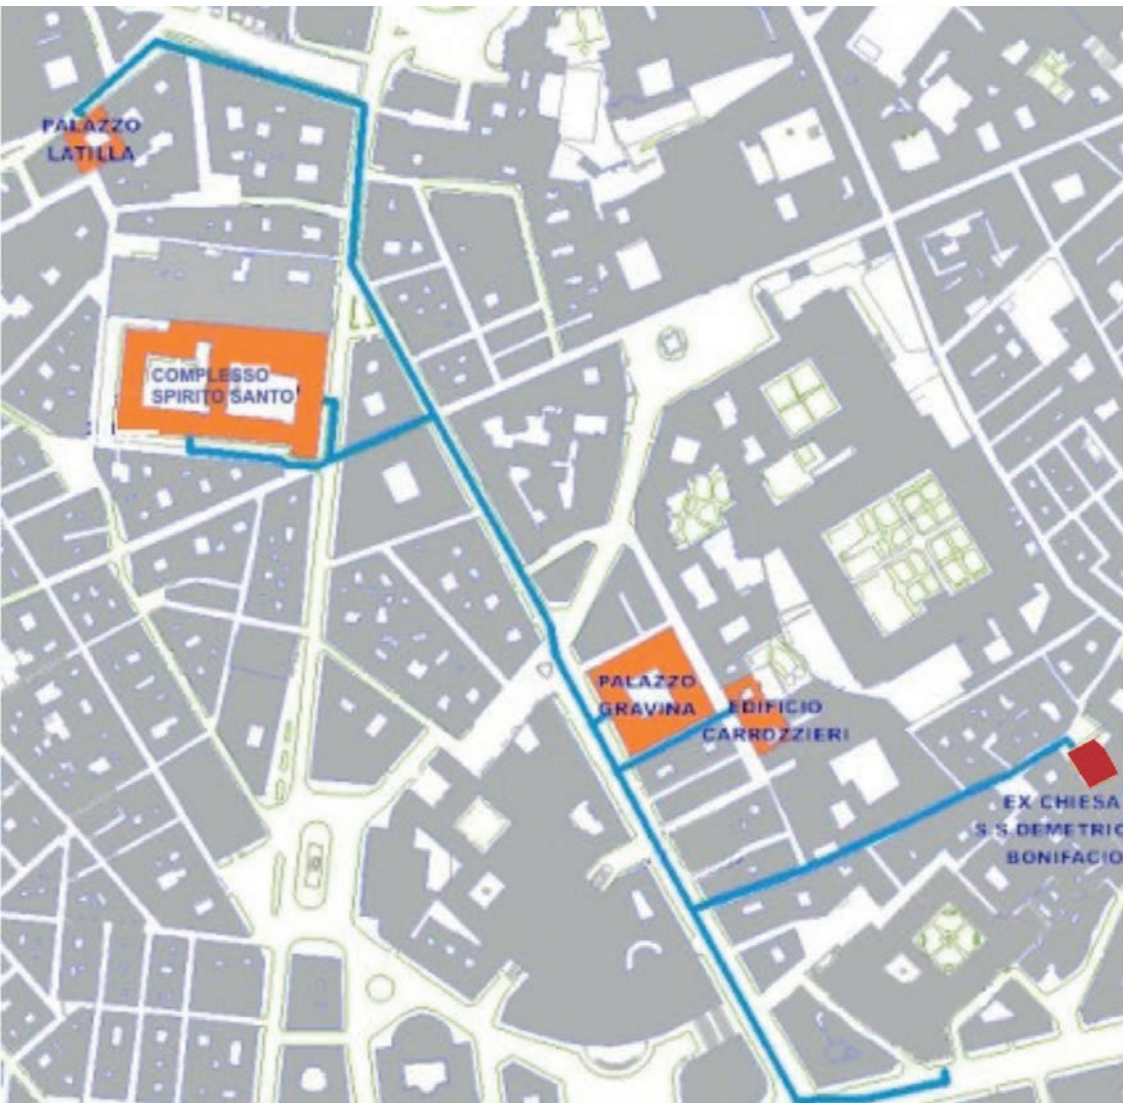 PALAZZO
LATILLA
COMPLESSO
SPIRITO SANTO
PALAZZO
GRAVINA
EDIFICIO
CARROZZIERI
EX CHIESA
S.S DEMETRIO
BONIFACIO